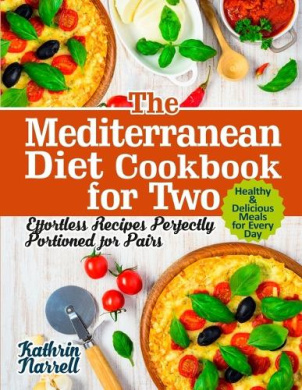 The
Mediterranean
Diet Cookbook
for Two
Healthy
&
Delicious
Meals
for Every
Day
Effortless Recipes Perfectly
Portioned for Pairs
Kathrin
Narrell